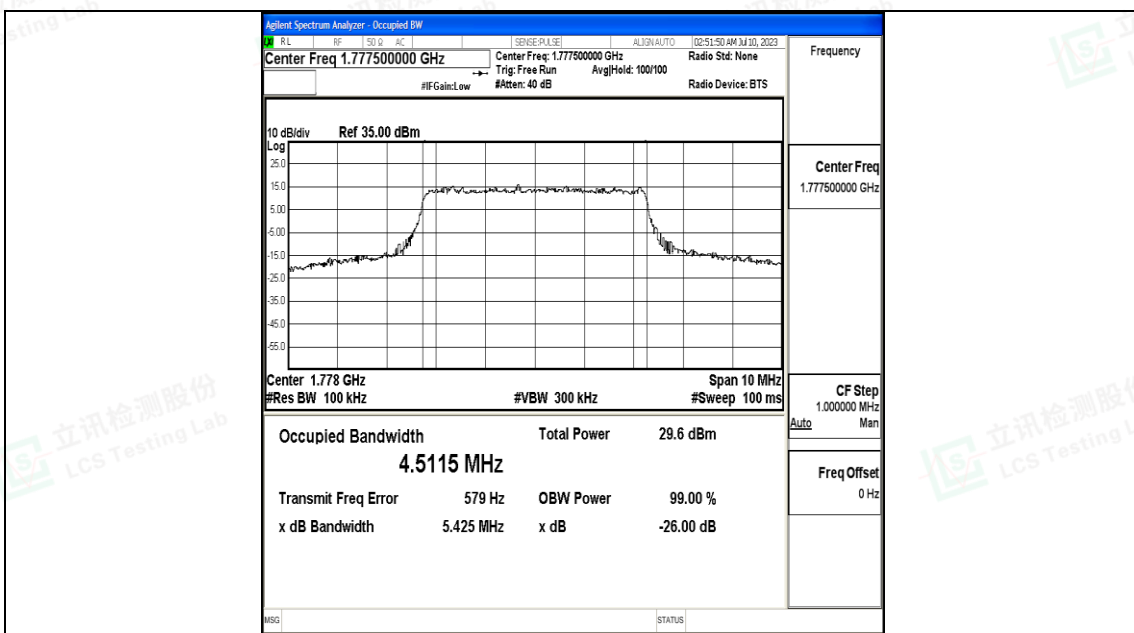 Agilent Spectrum Analyzer - Occupied BW
RL RF 50 Ω AC SENSE:PULSE ALIGN AUTO 02:51:50 AM Jul 10, 2023
Center Freq 1.777500000 GHz
Center Freq: 1.777500000 GHz
Radio Std: None
Trig: Free Run Avg|Hold: 100/100
#IFGain:Low
#Atten: 40 dB
Radio Device: BTS
Frequency
10 dB/div Ref 35.00 dBm
Log
25.0
15.0
5.00
-5.00
-15.0
-25.0
-35.0
-45.0
-55.0
Center 1.778 GHz Span 10 MHz
#Res BW 100 kHz #VBW 300 kHz #Sweep 100 ms
Occupied Bandwidth Total Power 29.6 dBm
4.5115 MHz
Transmit Freq Error 579 Hz OBW Power 99.00 %
x dB Bandwidth 5.425 MHz x dB -26.00 dB
Center Freq
1.777500000 GHz
CF Step
1.000000 MHz
Auto Man
Freq Offset
0 Hz
MSG STATUS
立讯检测股份
LCS Testing Lab
立讯检测股份
LCS Testing L